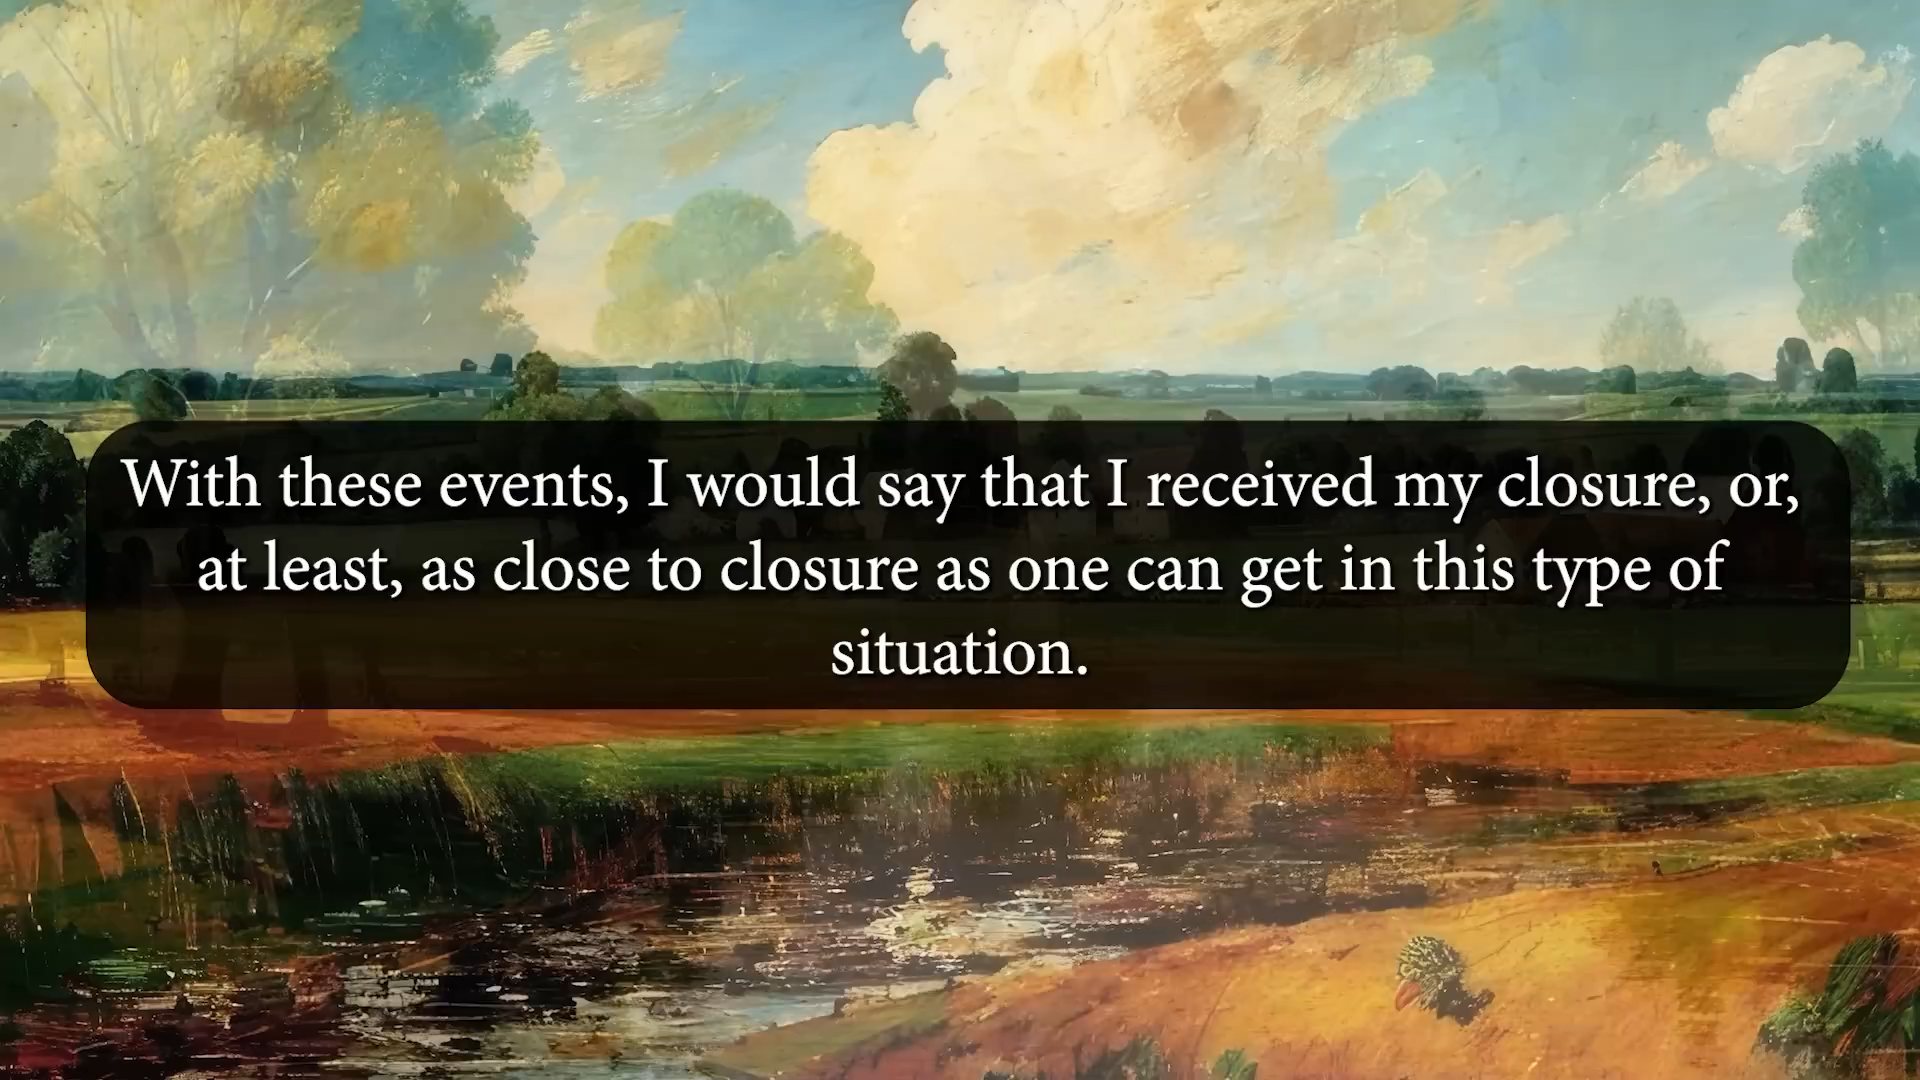 With these events, I would say that I received my closure, or,
at least, as close to closure as one can get in this type of
situation.